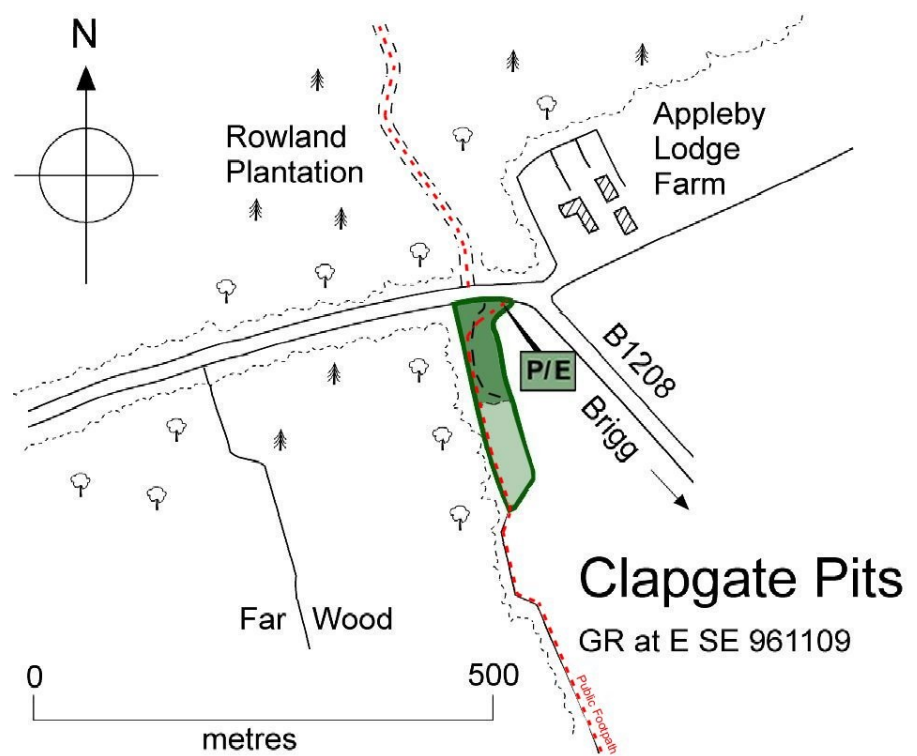 N
Rowland
Plantation
Appleby
Lodge
Farm
B1208
P/E
Brigg
Clapgate Pits
GR at E SE 961109
Far Wood
0
500
metres
Public Footpath